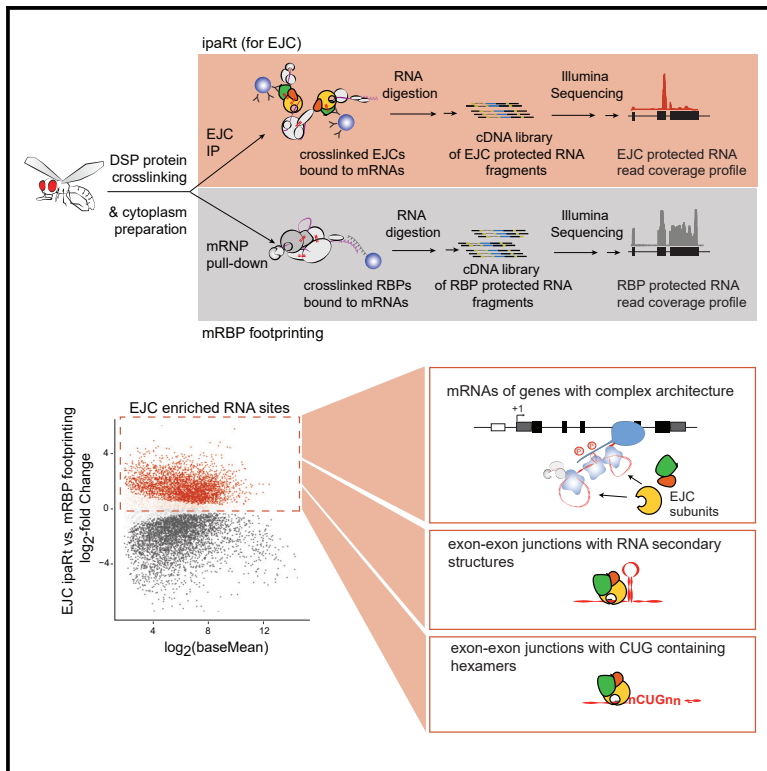 ipaRt (for EJC)
EJC
IP
RNA
digestion
Illumina
Sequencing
crosslinked EJCs
bound to mRNAs
cDNA library
of EJC protected RNA
fragments
EJC protected RNA
read coverage profile
DSP protein
crosslinking
& cytoplasm
preparation
mRNP
pull-down
RNA
digestion
Illumina
Sequencing
crosslinked RBPs
bound to mRNAs
cDNA library
of RBP protected RNA
fragments
RBP protected RNA
read coverage profile
mRBP footprinting
EJC enriched RNA sites
EJC ipaRt vs. mRBP footprinting
log2-fold Change
4
0
−4
4
8
12
log2(baseMean)
mRNAs of genes with complex architecture
+1
P
P
EJC
subunits
exon-exon junctions with RNA secondary
structures
exon-exon junctions with CUG containing
hexamers
nCUGnn